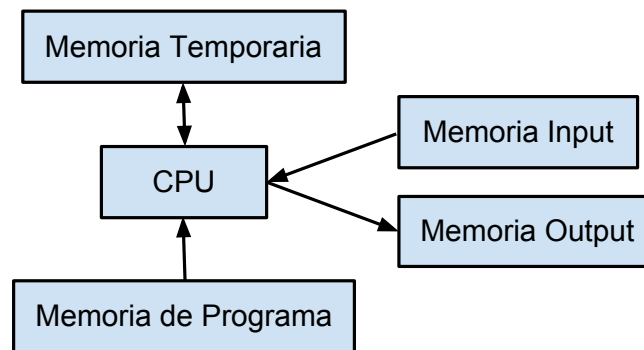 Memoria Temporaria
Memoria Input
CPU
Memoria Output
Memoria de Programa